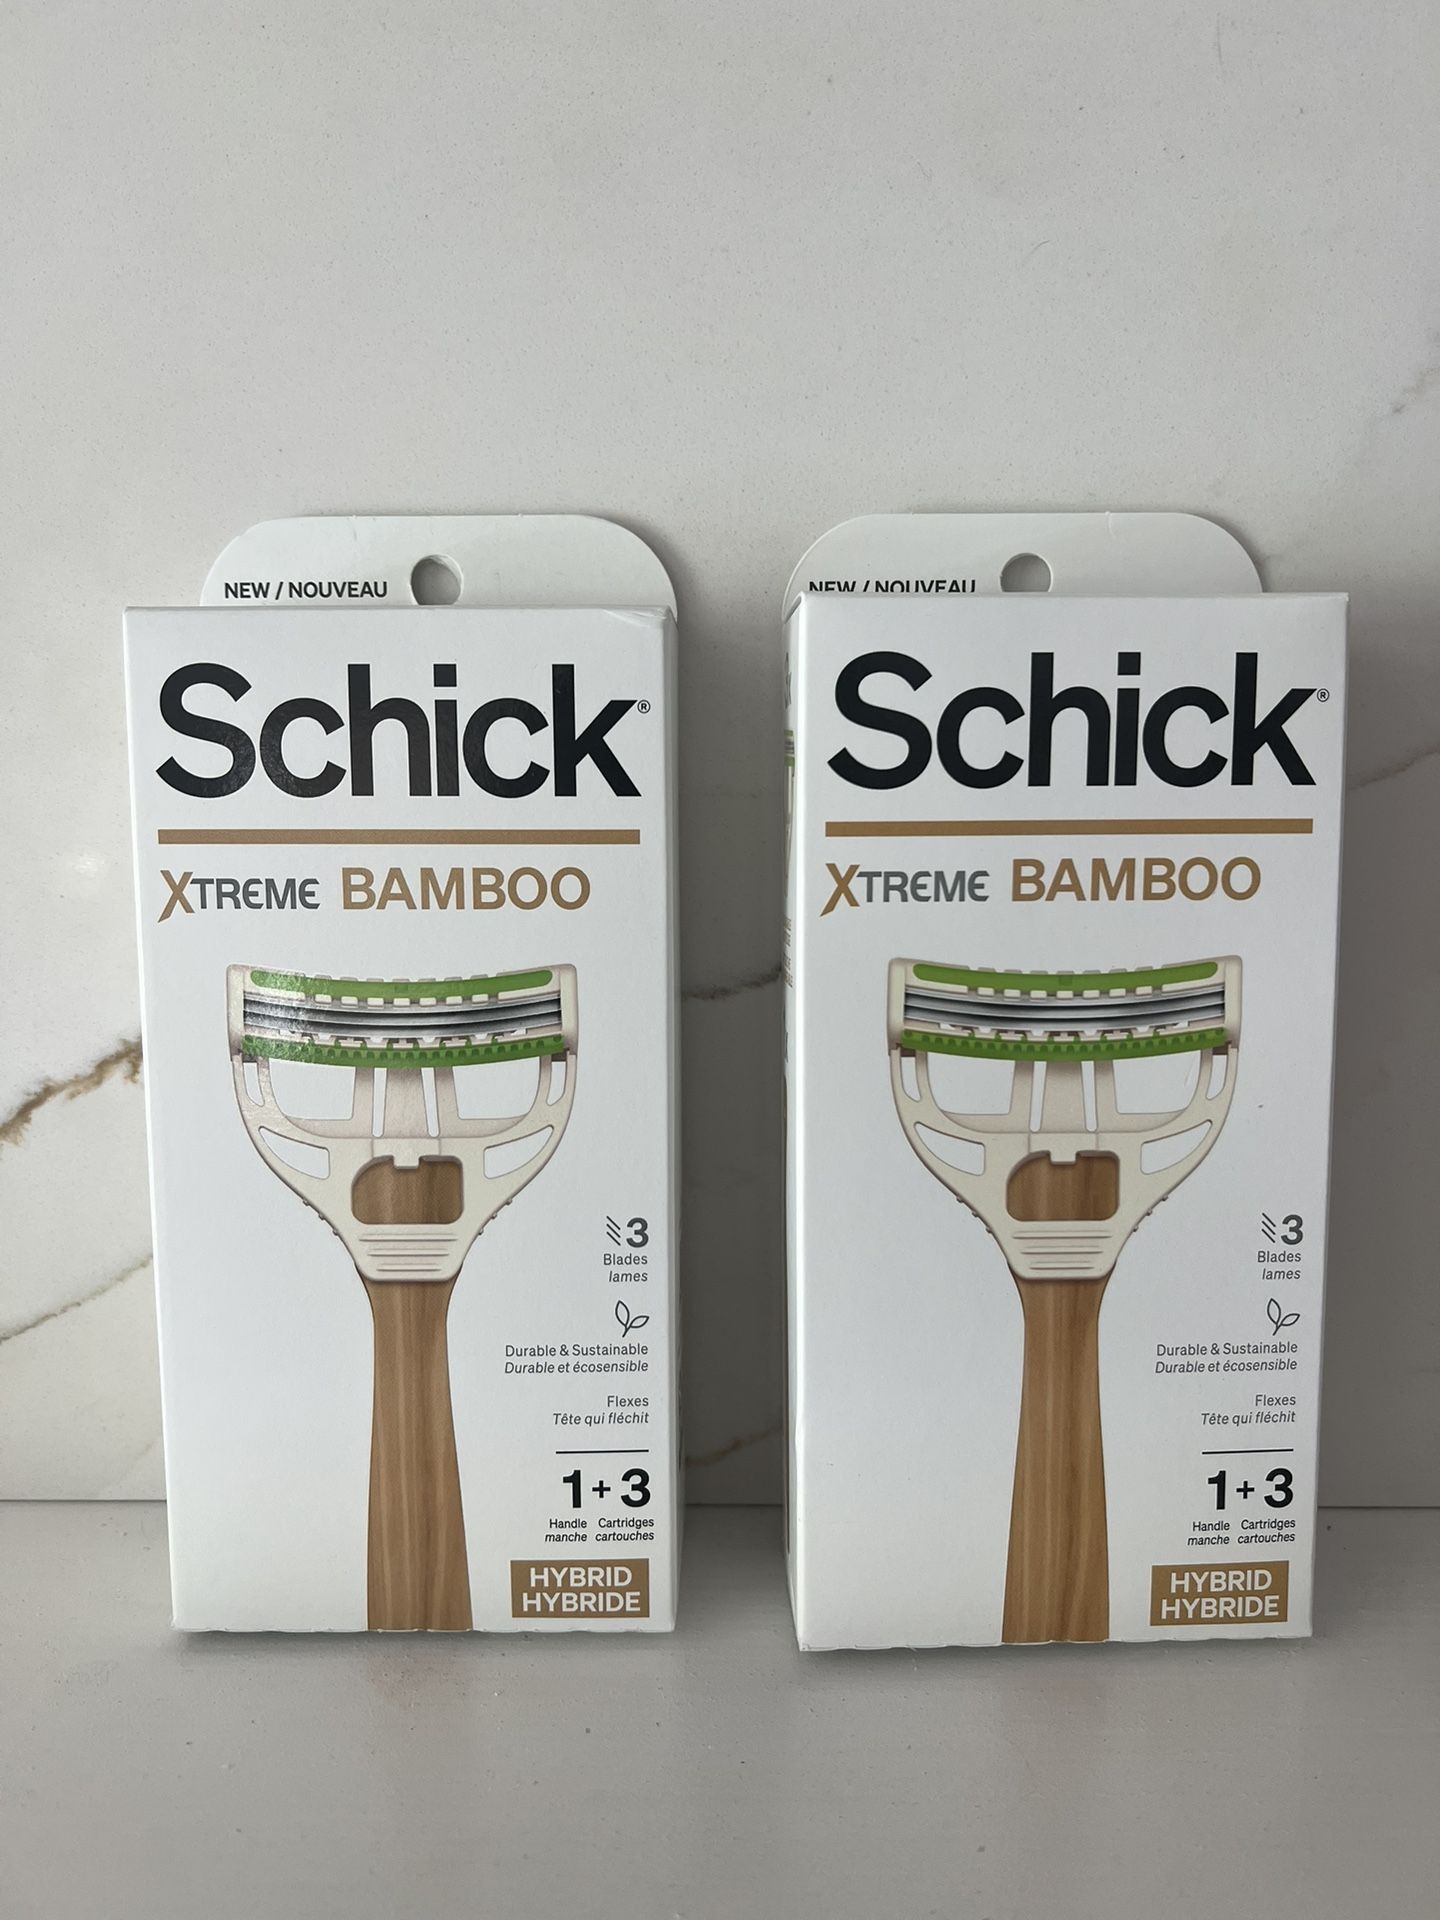 NEW / NOUVEAU
Schick®
XTREME BAMBOO
3
Blades
lames
Durable & Sustainable
Durable et écosensible
Flexes
Tête qui fléchit
1 + 3
Handle Cartridges
manche cartouches
HYBRID
HYBRIDE
NEW / NOUVEAU
Schick®
XTREME BAMBOO
3
Blades
lames
Durable & Sustainable
Durable et écosensible
Flexes
Tête qui fléchit
1 + 3
Handle Cartridges
manche cartouches
HYBRID
HYBRIDE